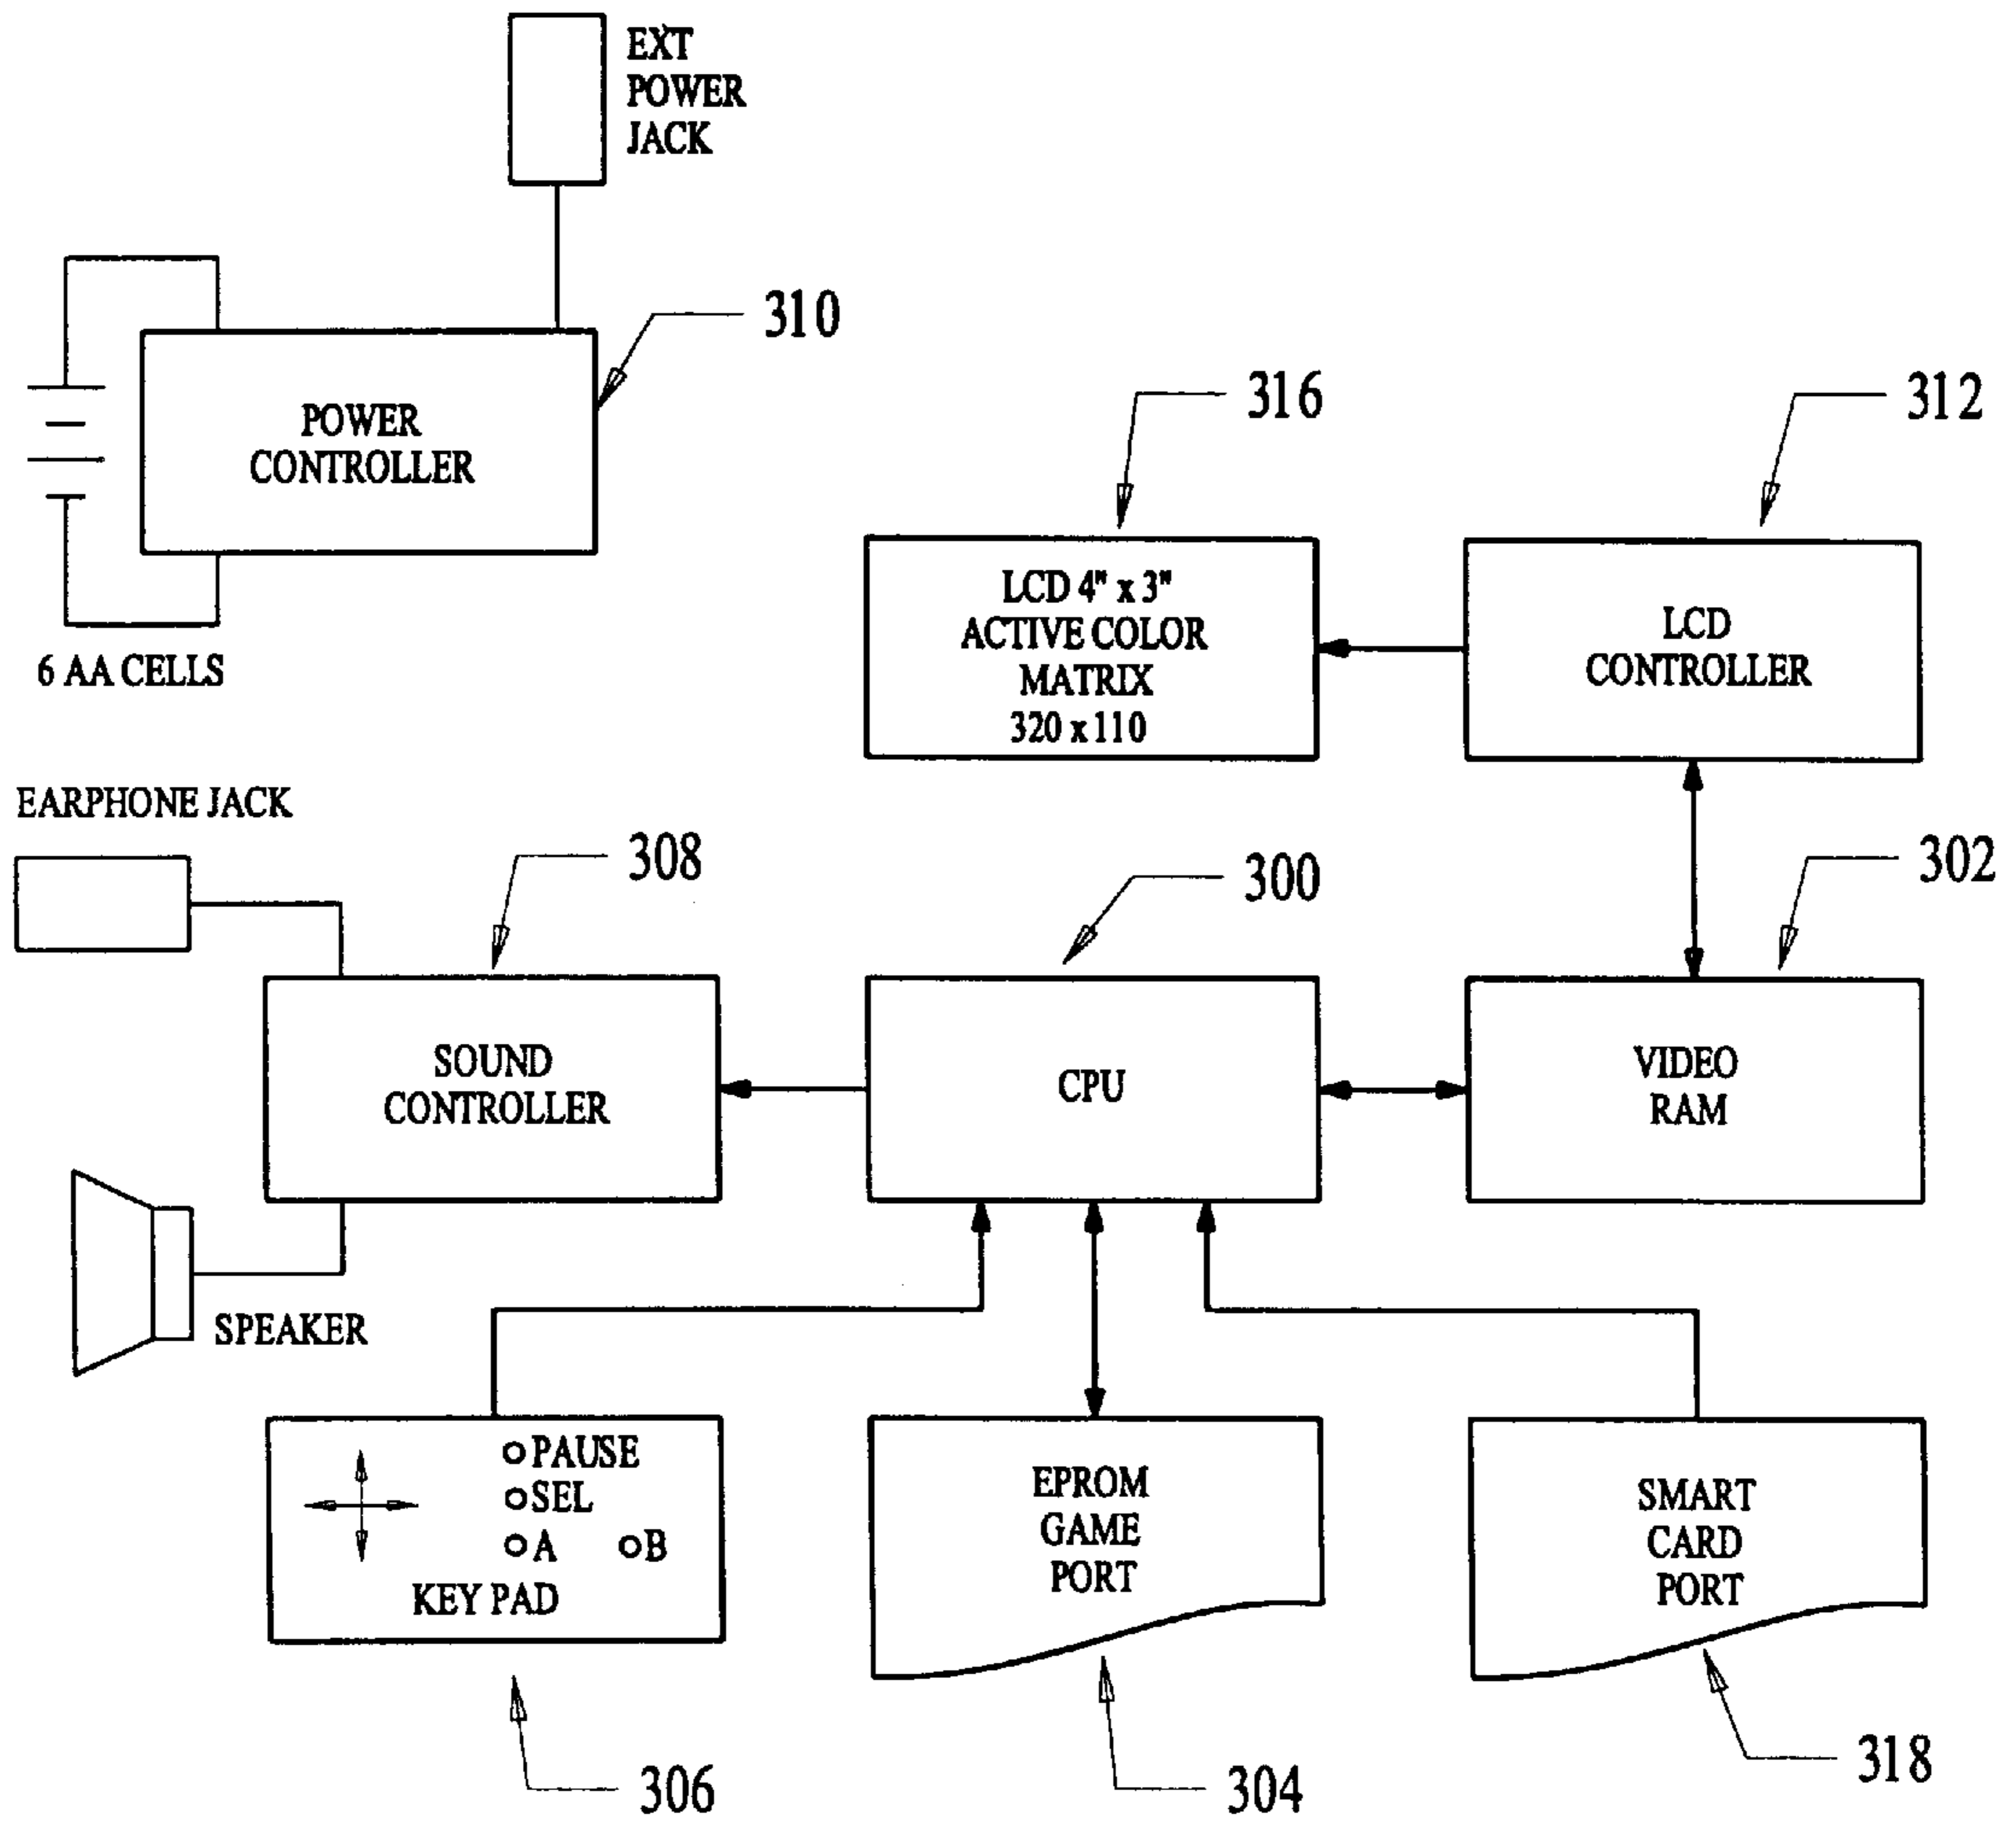 EXT
POWER
JACK
310
POWER
CONTROLLER
6 AA CELLS
316
312
LCD 4" x 3"
ACTIVE COLOR
MATRIX
320 x 110
LCD
CONTROLLER
EARPHONE JACK
308
300
302
SOUND
CONTROLLER
CPU
VIDEO
RAM
SPEAKER
PAUSE
SEL
A B
KEY PAD
EPROM
GAME
PORT
SMART
CARD
PORT
306
304
318